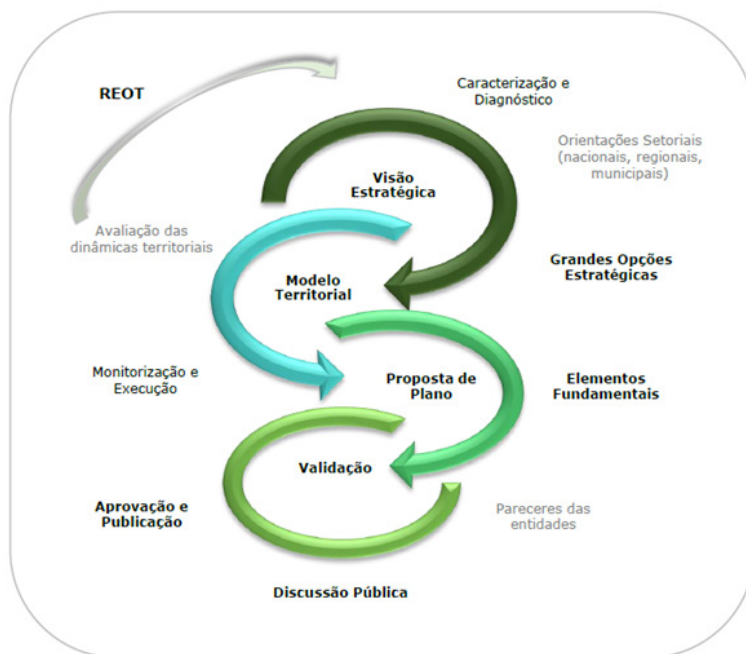 REOT
Caracterização e
Diagnóstico
Orientações Setoriais
(nacionais, regionais,
municipais)
Visão
Estratégica
Avaliação das
dinâmicas territoriais
Grandes Opções
Estratégicas
Modelo
Territorial
Monitorização e
Execução
Proposta de
Plano
Elementos
Fundamentais
Validação
Aprovação e
Publicação
Pareceres das
entidades
Discussão Pública